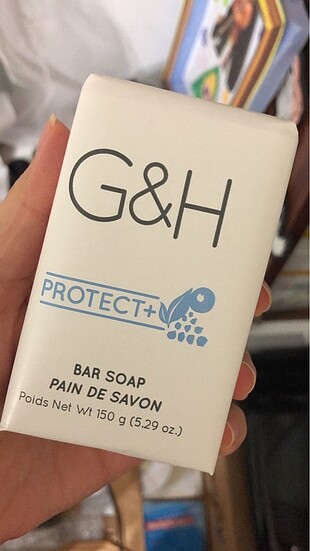 G&H
PROTECT+
BAR SOAP
PAIN DE SAVON
Poids Net Wt 150 g (5.29 oz.)